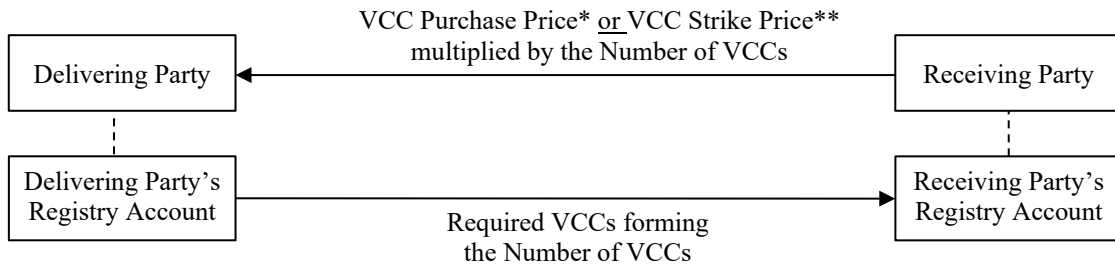 VCC Purchase Price* or VCC Strike Price**
multiplied by the Number of VCCs
Delivering Party
Receiving Party
Delivering Party’s
Registry Account
Receiving Party’s
Registry Account
Required VCCs forming
the Number of VCCs